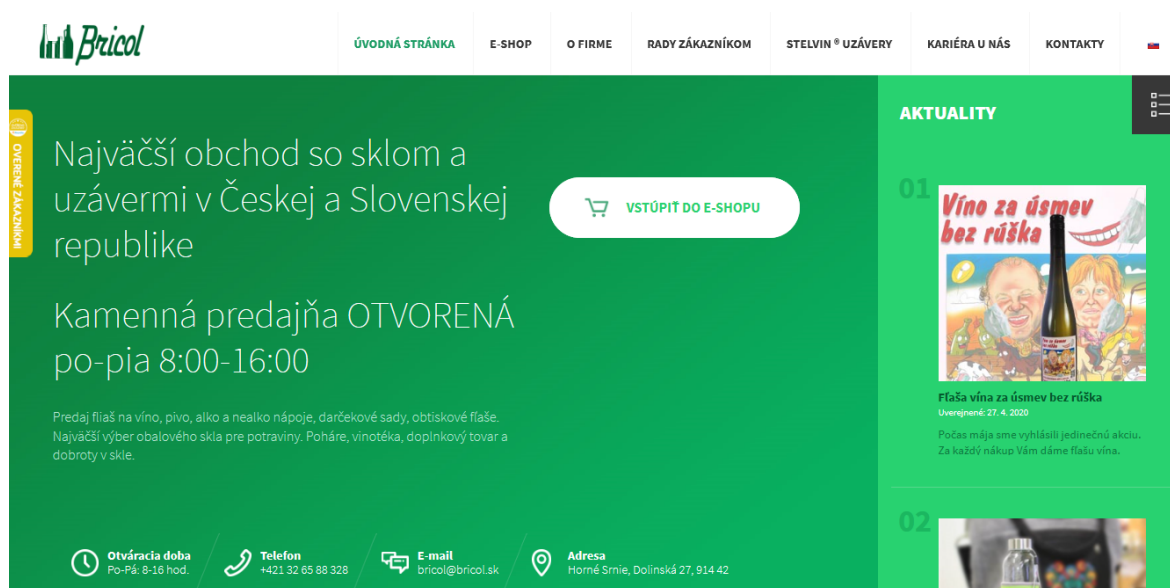 Bricol
ÚVODNÁ STRÁNKA
E-SHOP
O FIRME
RADY ZÁKAZNÍKOM
STELVIN ® UZÁVERY
KARIÉRA U NÁS
KONTAKTY
OVERENÉ ZÁKAZNÍKMI
Najväčší obchod so sklom a
uzávermi v Českej a Slovenskej
republike
VSTÚPIŤ DO E-SHOPU
Kamenná predajňa OTVORENÁ
po-pia 8:00-16:00
Predaj fliaš na víno, pivo, alko a nealko nápoje, darčekové sady, obtiskové fľaše.
Najväčší výber obalového skla pre potraviny. Poháre, vinotéka, doplnkový tovar a
dobroty v skle.
Otváracia doba
Po-Pá: 8-16 hod.
Telefon
+421 32 65 88 328
E-mail
bricol@bricol.sk
Adresa
Horné Srnie, Dolinská 27, 914 42
AKTUALITY
01
Víno za úsmev
bez rúška
Fľaša vína za úsmev bez rúška
Uverejnené: 27. 4. 2020
Počas mája sme vyhlásili jedinečnú akciu.
Za každý nákup Vám dáme fľašu vína.
02